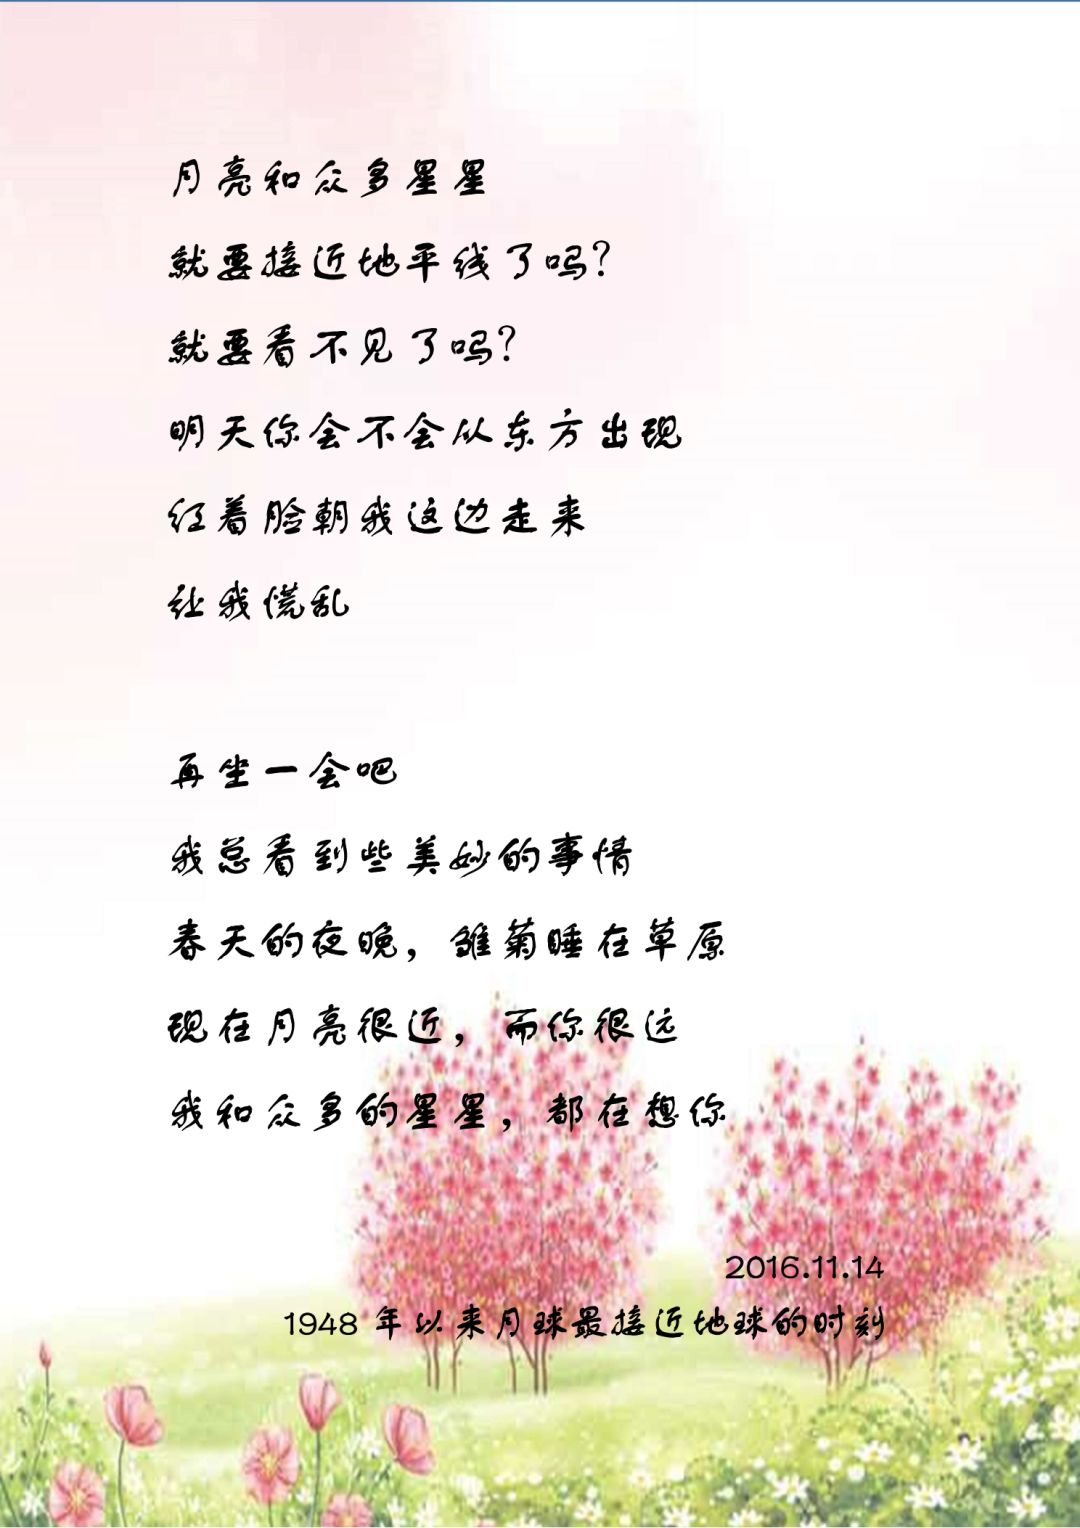 月亮和众多星星
就要接近地平线了吗？
就要看不见了吗？
明天你会不会从东方出现
红着脸朝我这边走来
让我慌乱
再坐一会吧
我总看到些美妙的事情
春天的夜晚，雏菊睡在草原
现在月亮很近，而你很远
我和众多的星星，都在想你
2016.11.14
1948 年以来月球最接近地球的时刻